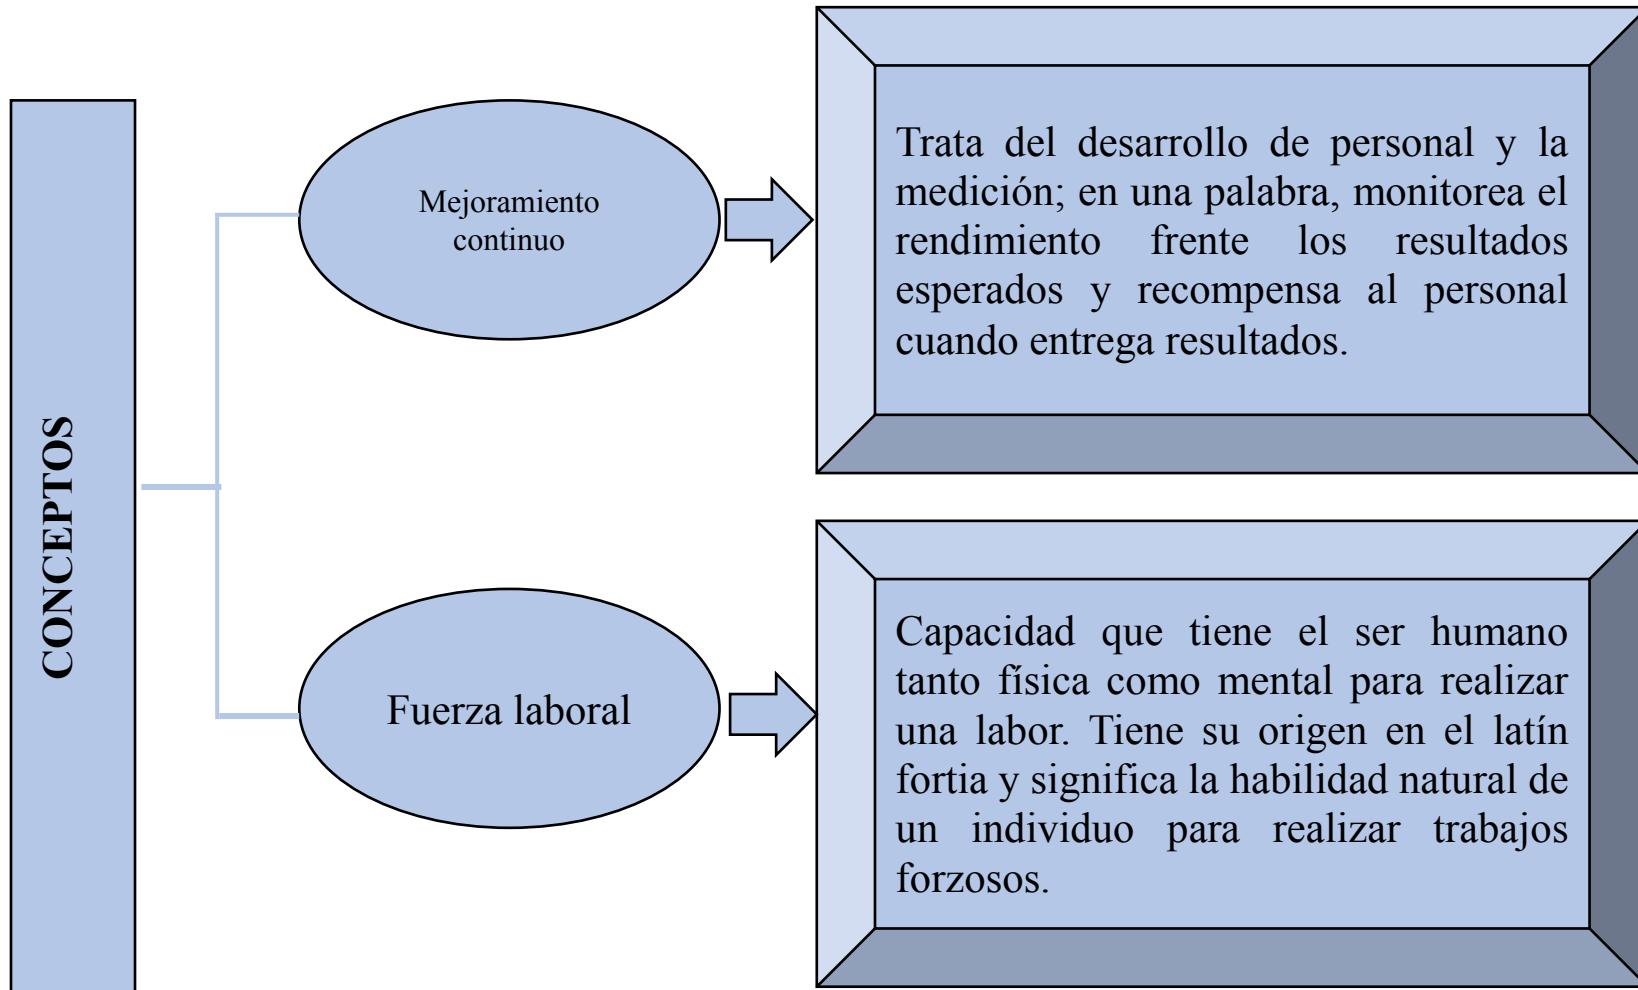 CONCEPTOS
Mejoramiento
continuo
Trata del desarrollo de personal y la
medición; en una palabra, monitorea el
rendimiento frente los resultados
esperados y recompensa al personal
cuando entrega resultados.
Fuerza laboral
Capacidad que tiene el ser humano
tanto física como mental para realizar
una labor. Tiene su origen en el latín
fortia y significa la habilidad natural de
un individuo para realizar trabajos
forzosos.